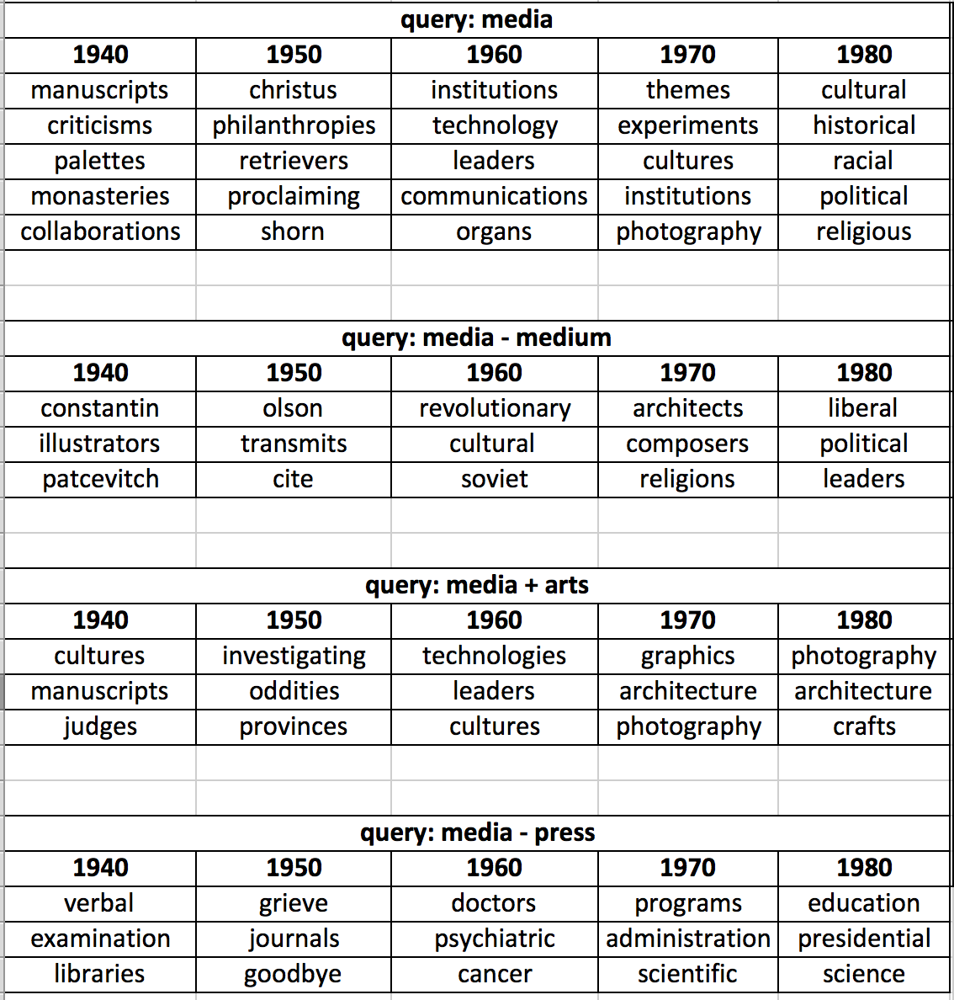 query: media
1940 1950 1960 1970 1980
manuscripts christus institutions themes cultural
criticisms philanthropies technology experiments historical
palettes retrievers leaders cultures racial
monasteries proclaiming communications institutions political
collaborations shorn organs photography religious
query: media - medium
1940 1950 1960 1970 1980
constantin olson revolutionary architects liberal
illustrators transmits cultural composers political
patcevitch cite soviet religions leaders
query: media + arts
1940 1950 1960 1970 1980
cultures investigating technologies graphics photography
manuscripts oddities leaders architecture architecture
judges provinces cultures photography crafts
query: media - press
1940 1950 1960 1970 1980
verbal grieve doctors programs education
examination journals psychiatric administration presidential
libraries goodbye cancer scientific science